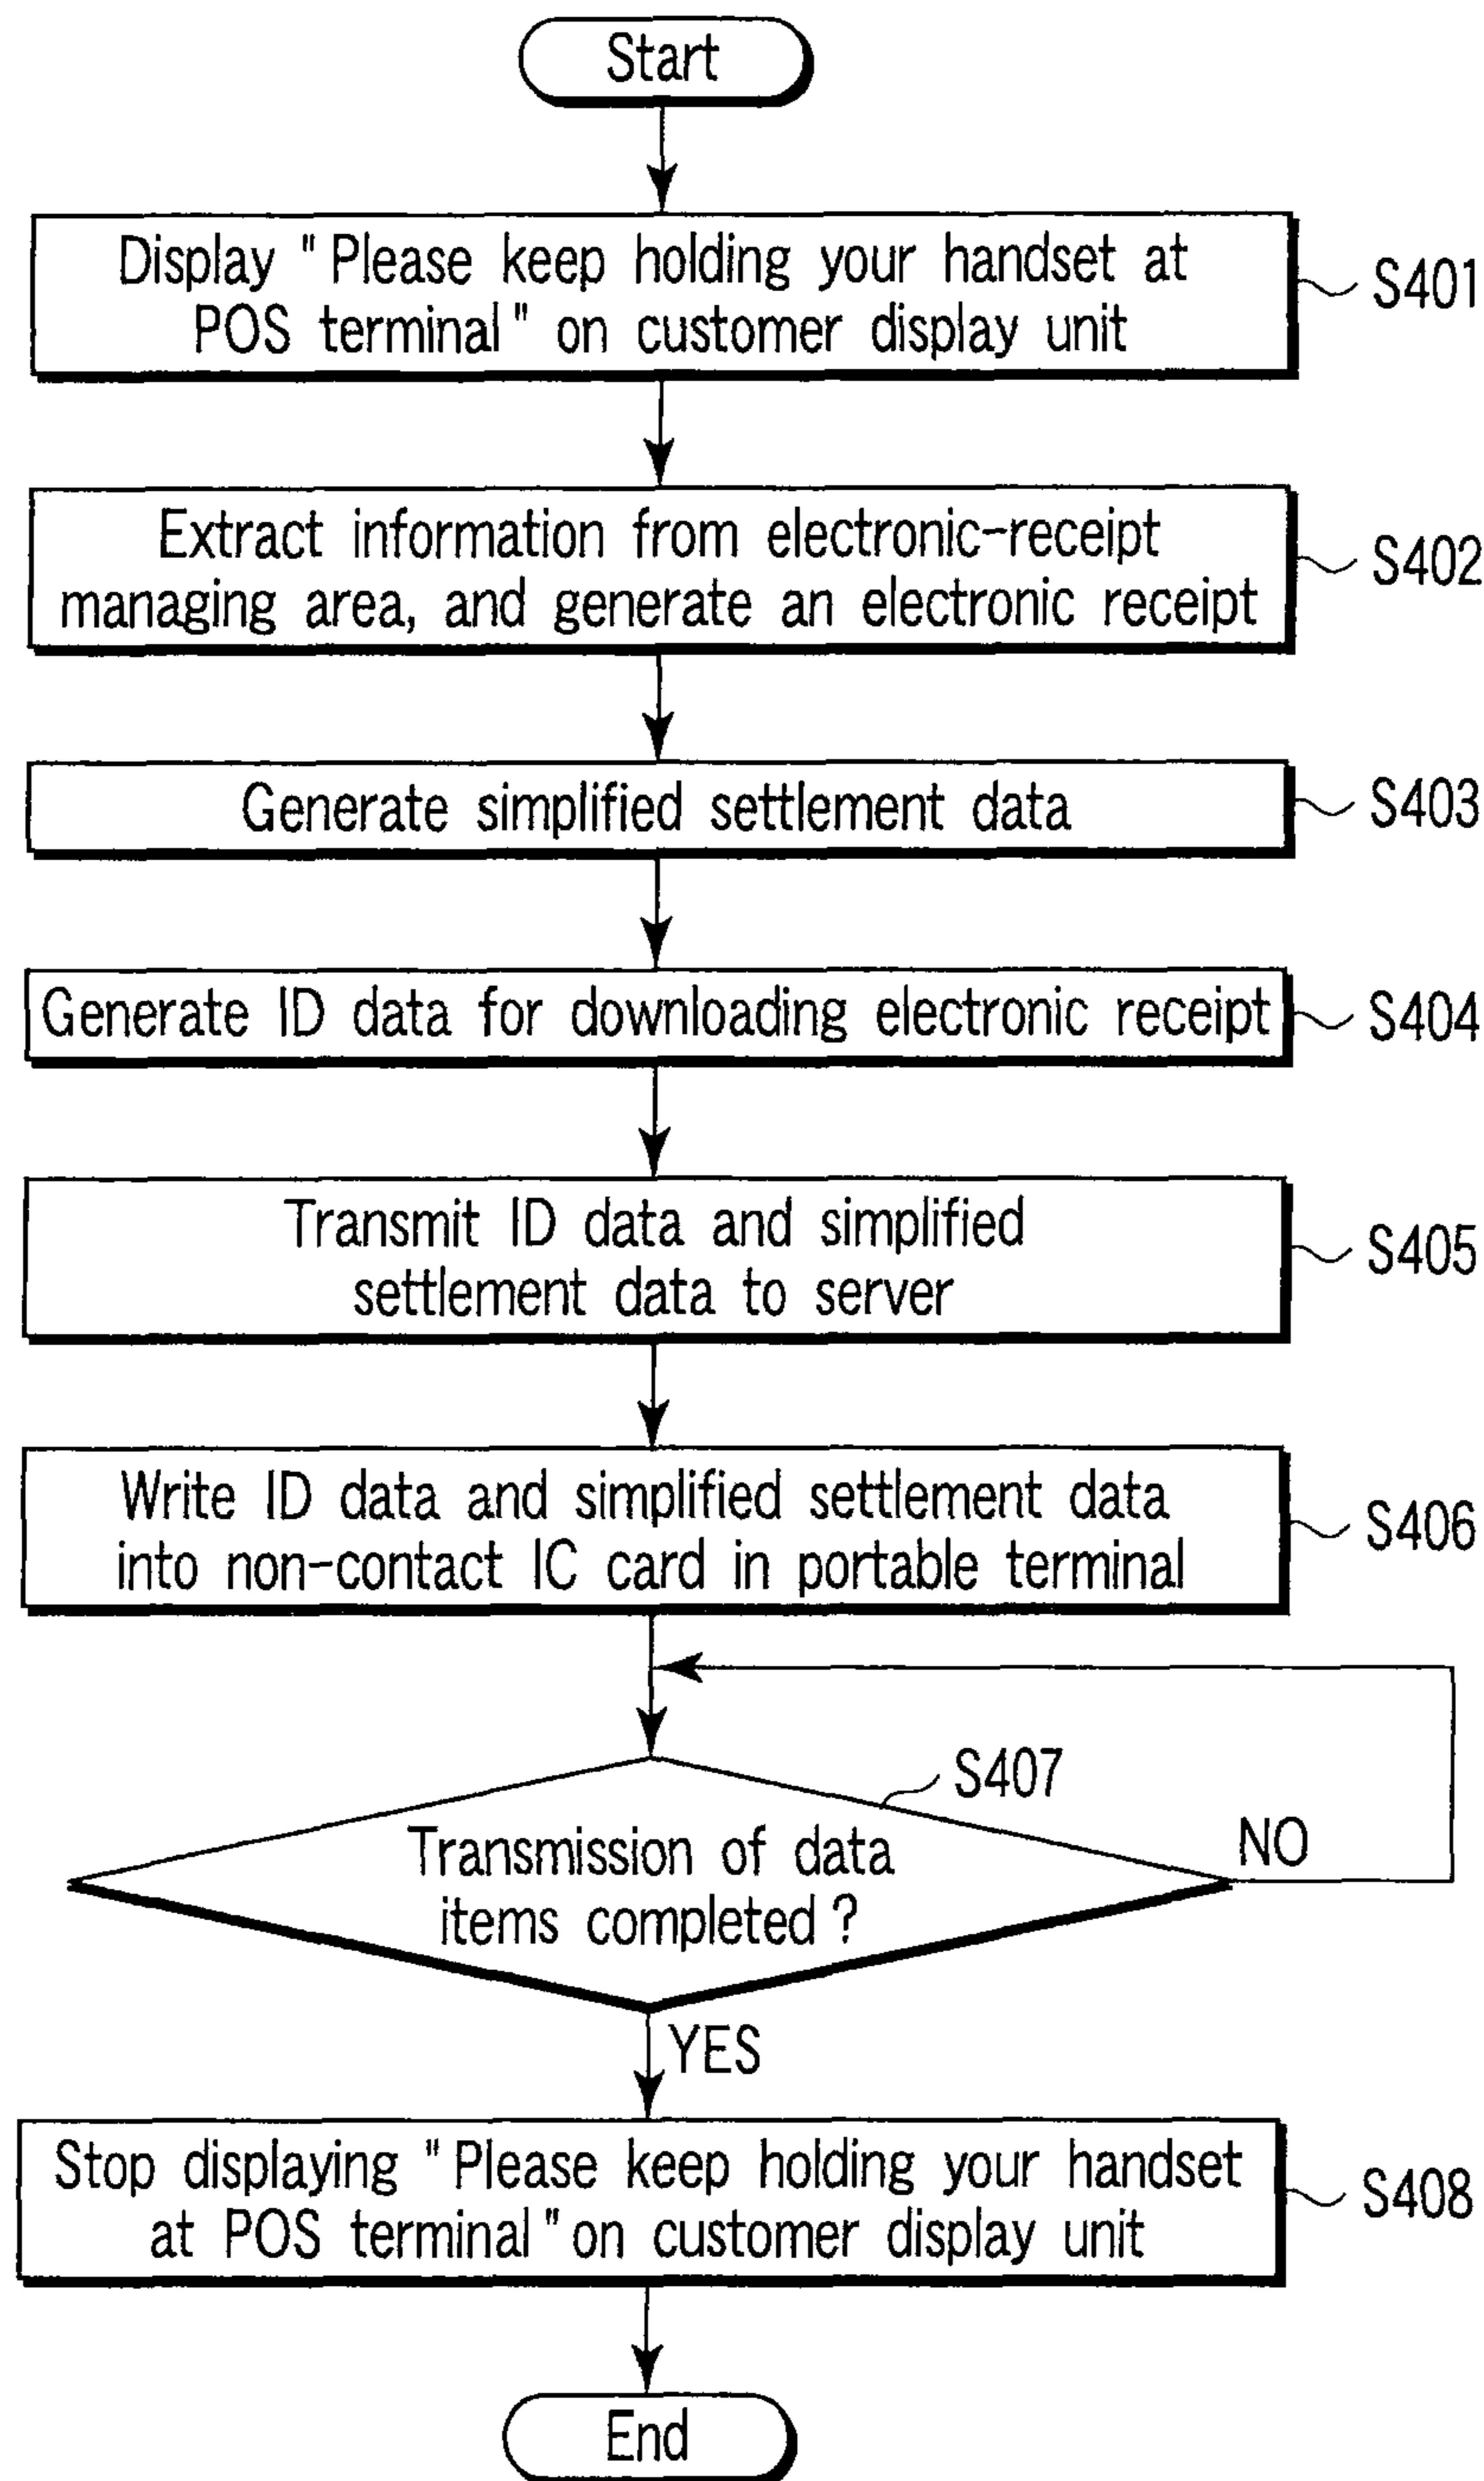 Start
Display "Please keep holding your handset at
POS terminal" on customer display unit
S401
Extract information from electronic-receipt
managing area, and generate an electronic receipt
S402
Generate simplified settlement data
S403
Generate ID data for downloading electronic receipt
S404
Transmit ID data and simplified
settlement data to server
S405
Write ID data and simplified settlement data
into non-contact IC card in portable terminal
S406
S407
Transmission of data
items completed ?
NO
YES
Stop displaying "Please keep holding your handset
at POS terminal" on customer display unit
S408
End